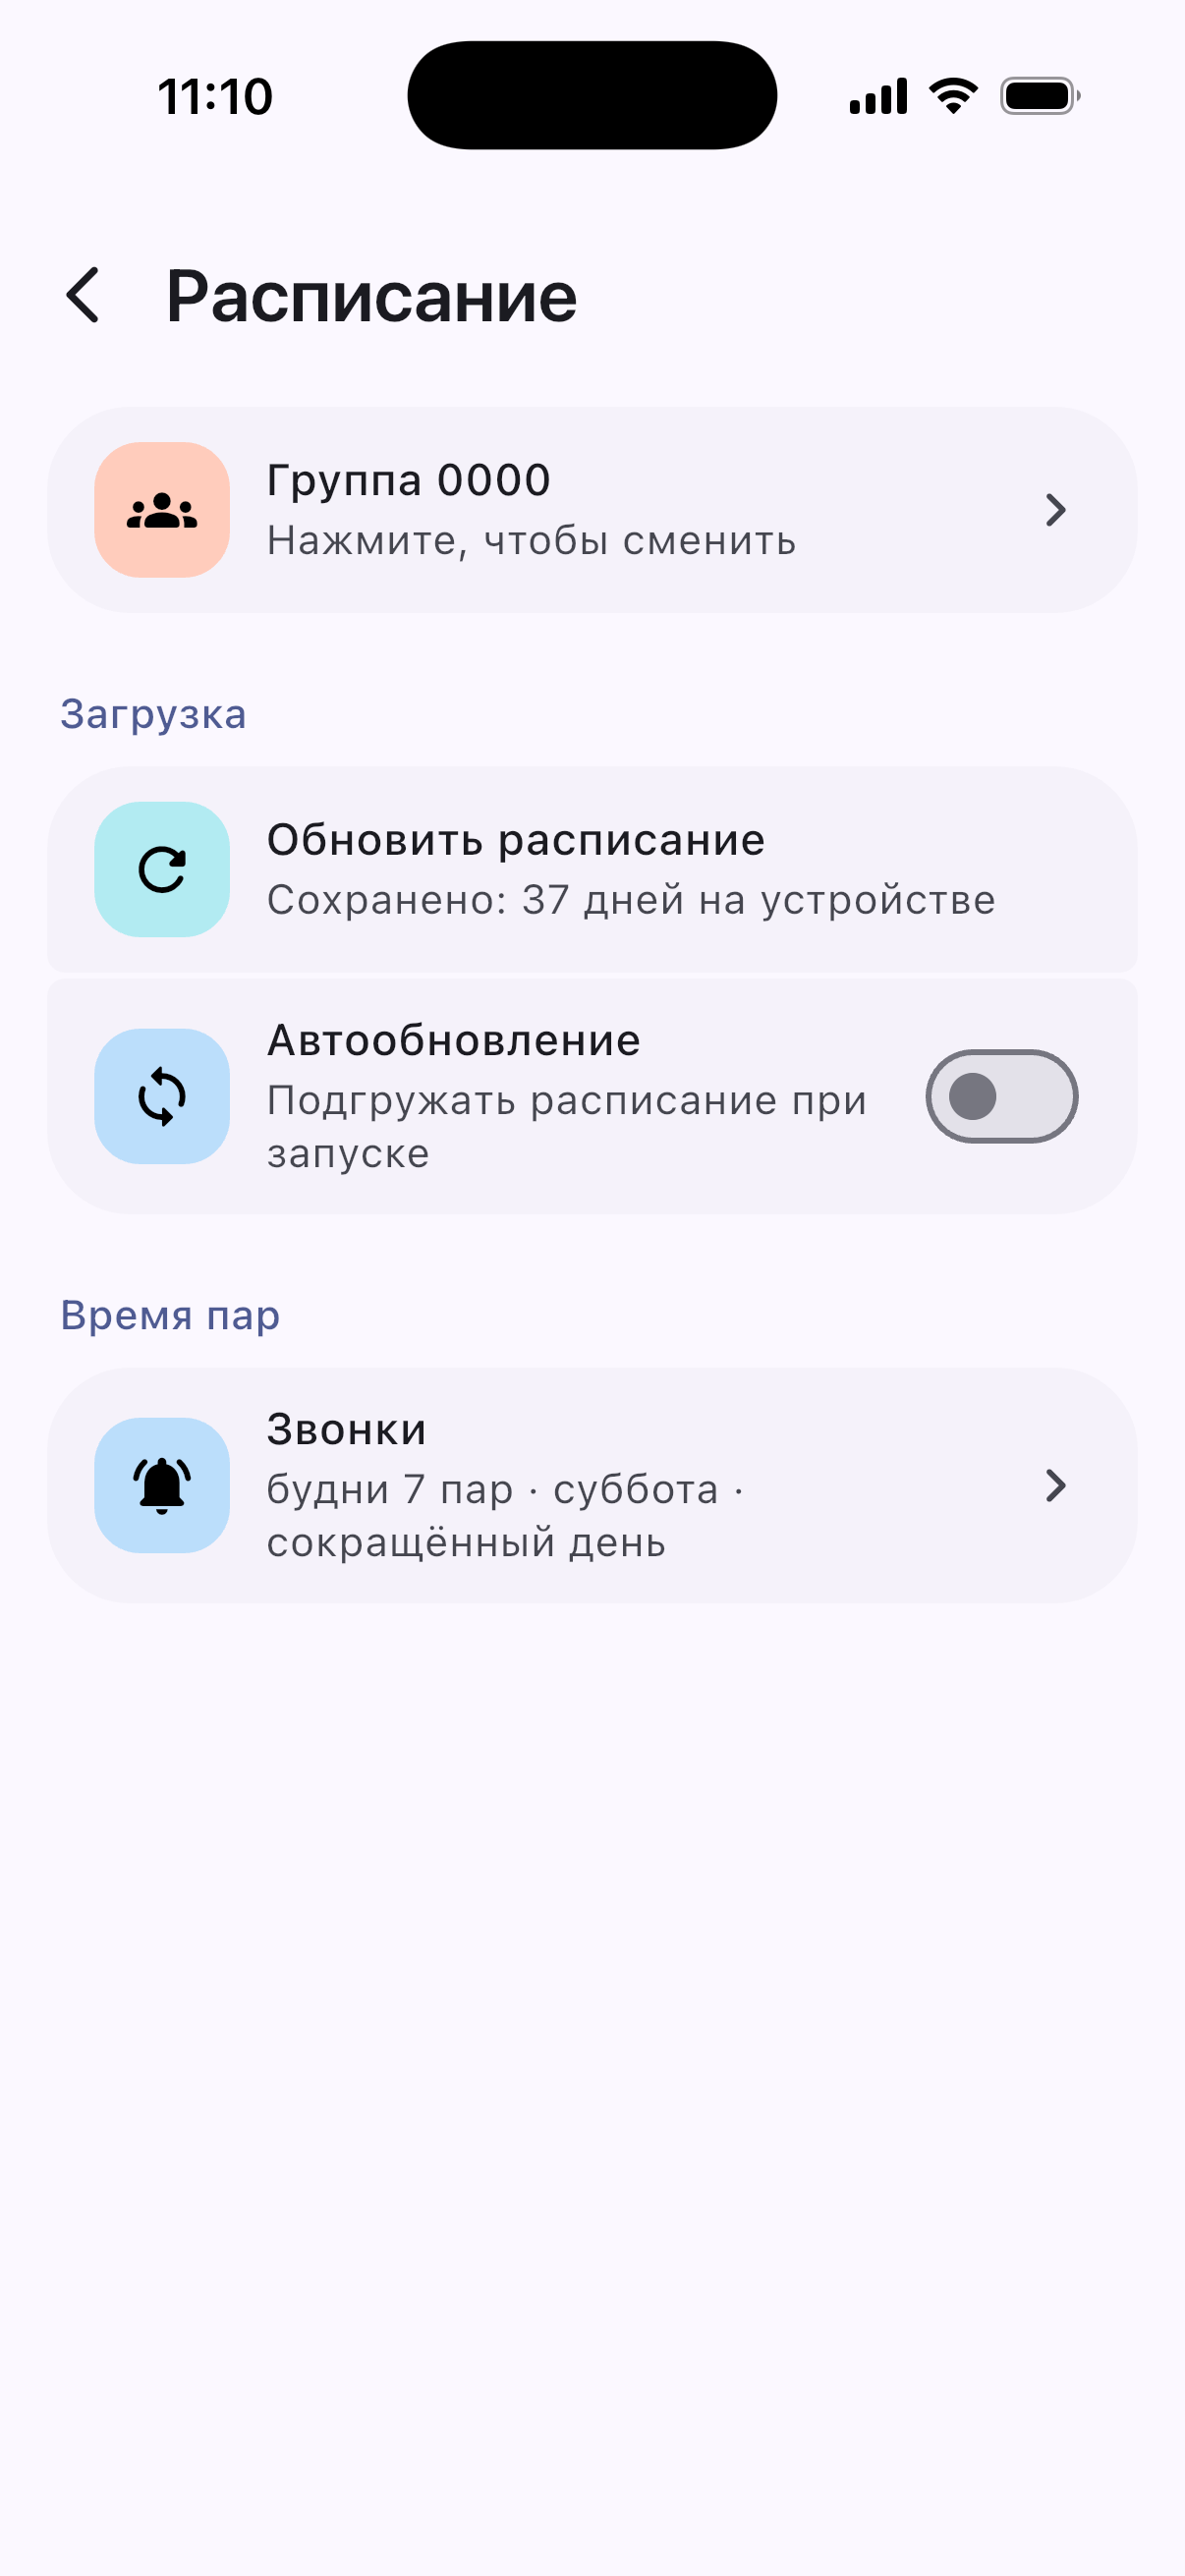 11:10
Расписание
Группа 0000
Нажмите, чтобы сменить
Загрузка
Обновить расписание
Сохранено: 37 дней на устройстве
Автообновление
Подгружать расписание при
запуске
Время пар
Звонки
будни 7 пар · суббота ·
сокращённый день